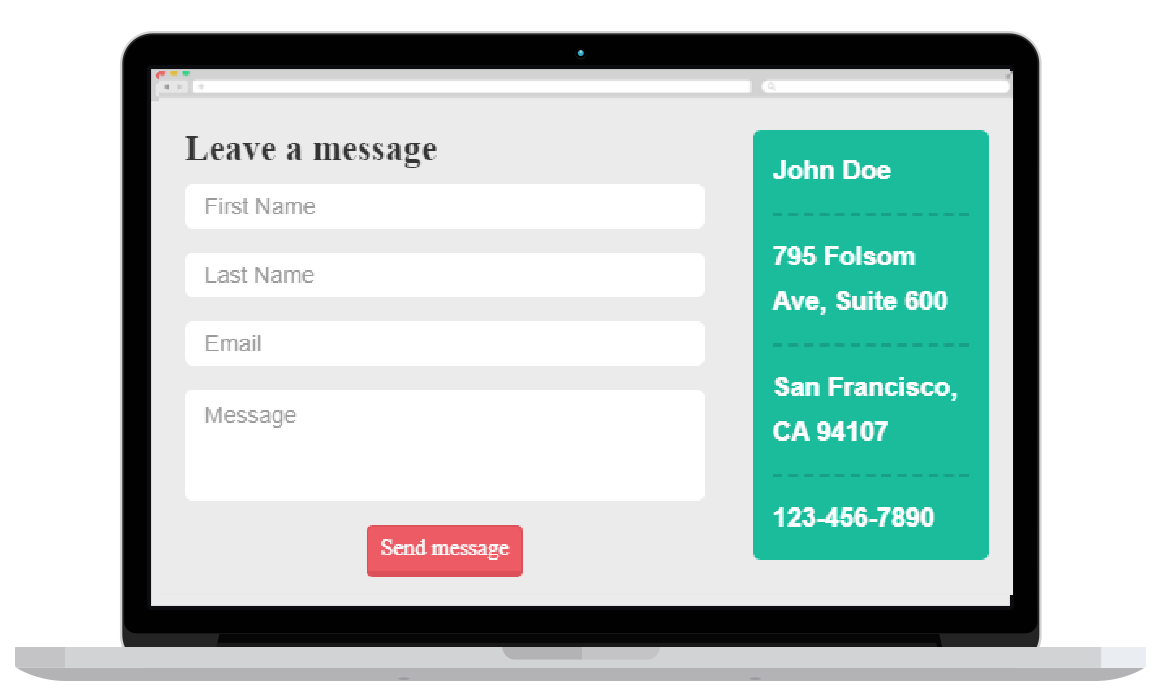 Leave a message
First Name
Last Name
Email
Message
Send message
John Doe
795 Folsom
Ave, Suite 600
San Francisco,
CA 94107
123-456-7890